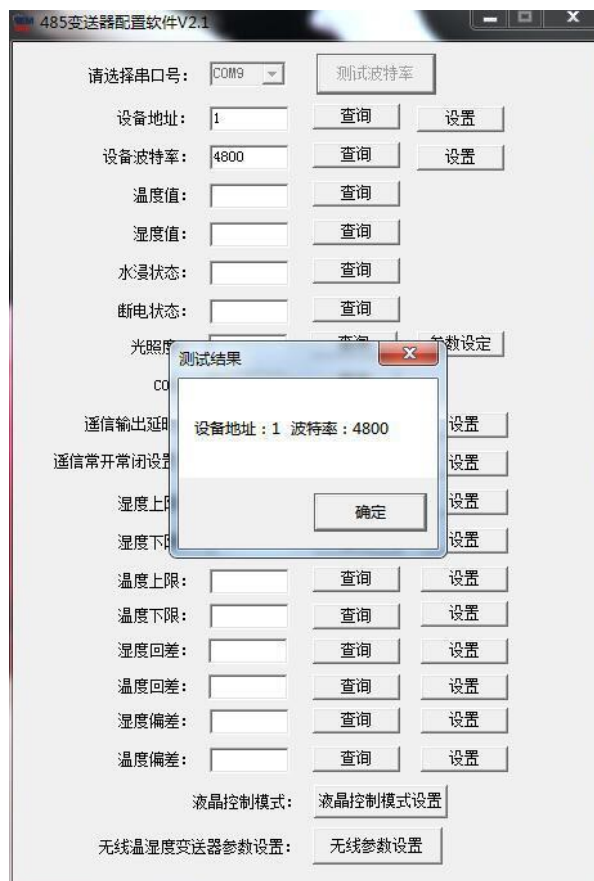 485变送器配置软件V2.1
请选择串口号： COM9 测试波特率
设备地址： 1 查询 设置
设备波特率： 4800 查询 设置
温度值： 查询
湿度值： 查询
水浸状态： 查询
断电状态： 查询
光照度 查询 参数设定
测试结果
CO
设备地址：1 波特率：4800
遥信输出延时 设置
遥信常开常闭设置 设置
湿度上限 设置
确定
湿度下限 设置
温度上限： 查询 设置
温度下限： 查询 设置
湿度回差： 查询 设置
温度回差： 查询 设置
湿度偏差： 查询 设置
温度偏差： 查询 设置
液晶控制模式： 液晶控制模式设置
无线温湿度变送器参数设置： 无线参数设置